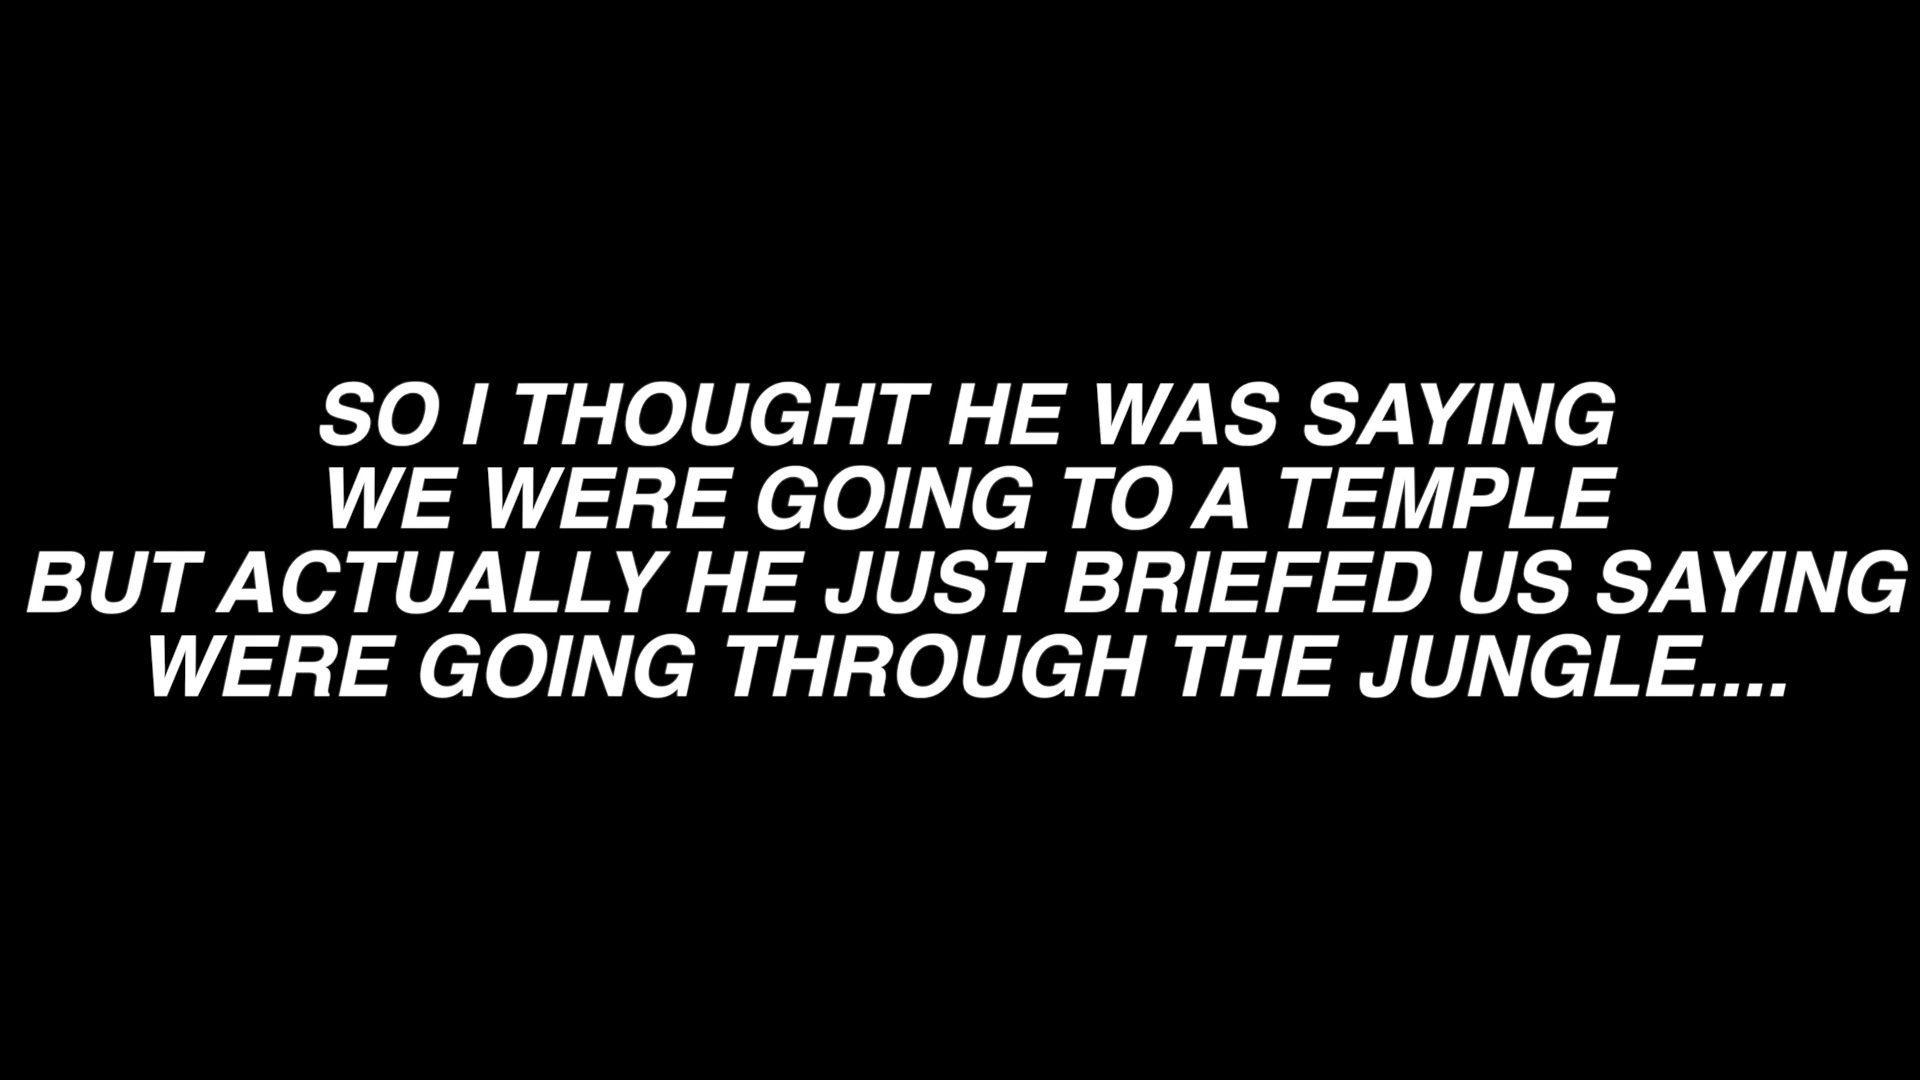 SO I THOUGHT HE WAS SAYING
WE WERE GOING TO A TEMPLE
BUT ACTUALLY HE JUST BRIEFED US SAYING
WERE GOING THROUGH THE JUNGLE....